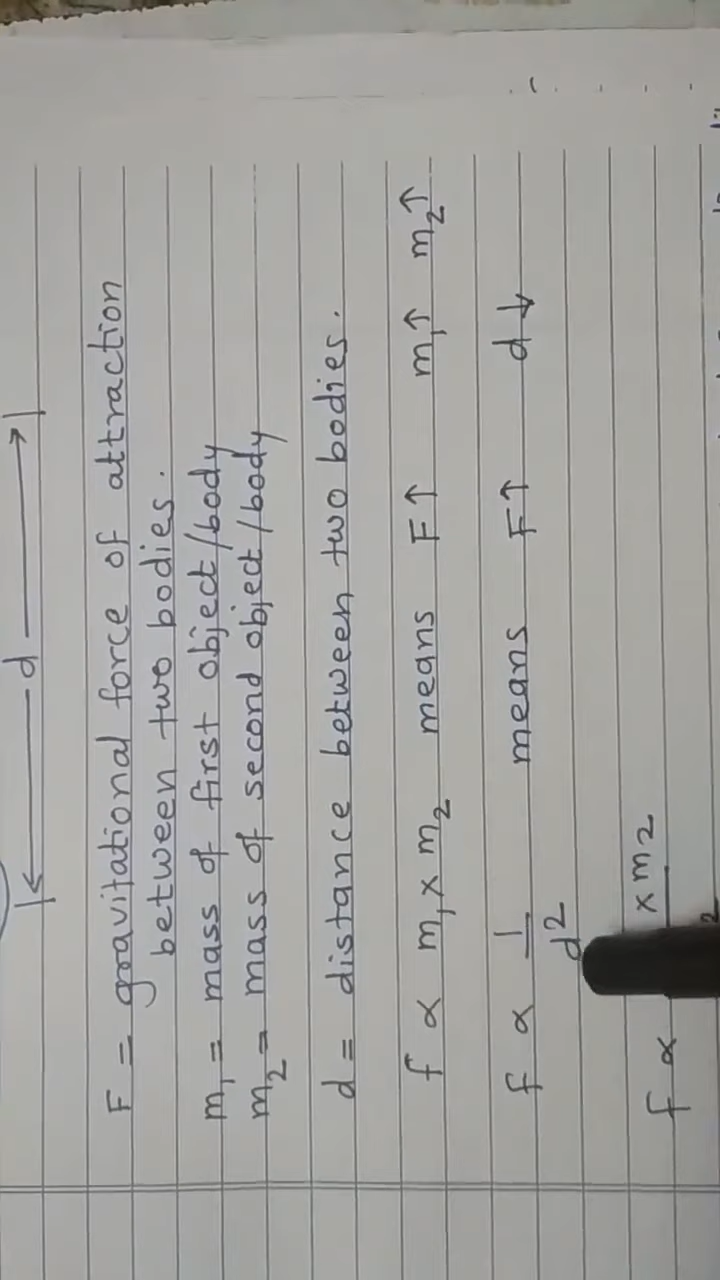 d
F = gravitational force of attraction
between two bodies.
m₁ = mass of first object/body
m₂ = mass of second object/body
d = distance between two bodies.
f ∝ m₁ x m₂ means F↑ m₁↑ m₂↑
f ∝ 1/d² means F↑ d↓
f ∝ x m₂
2